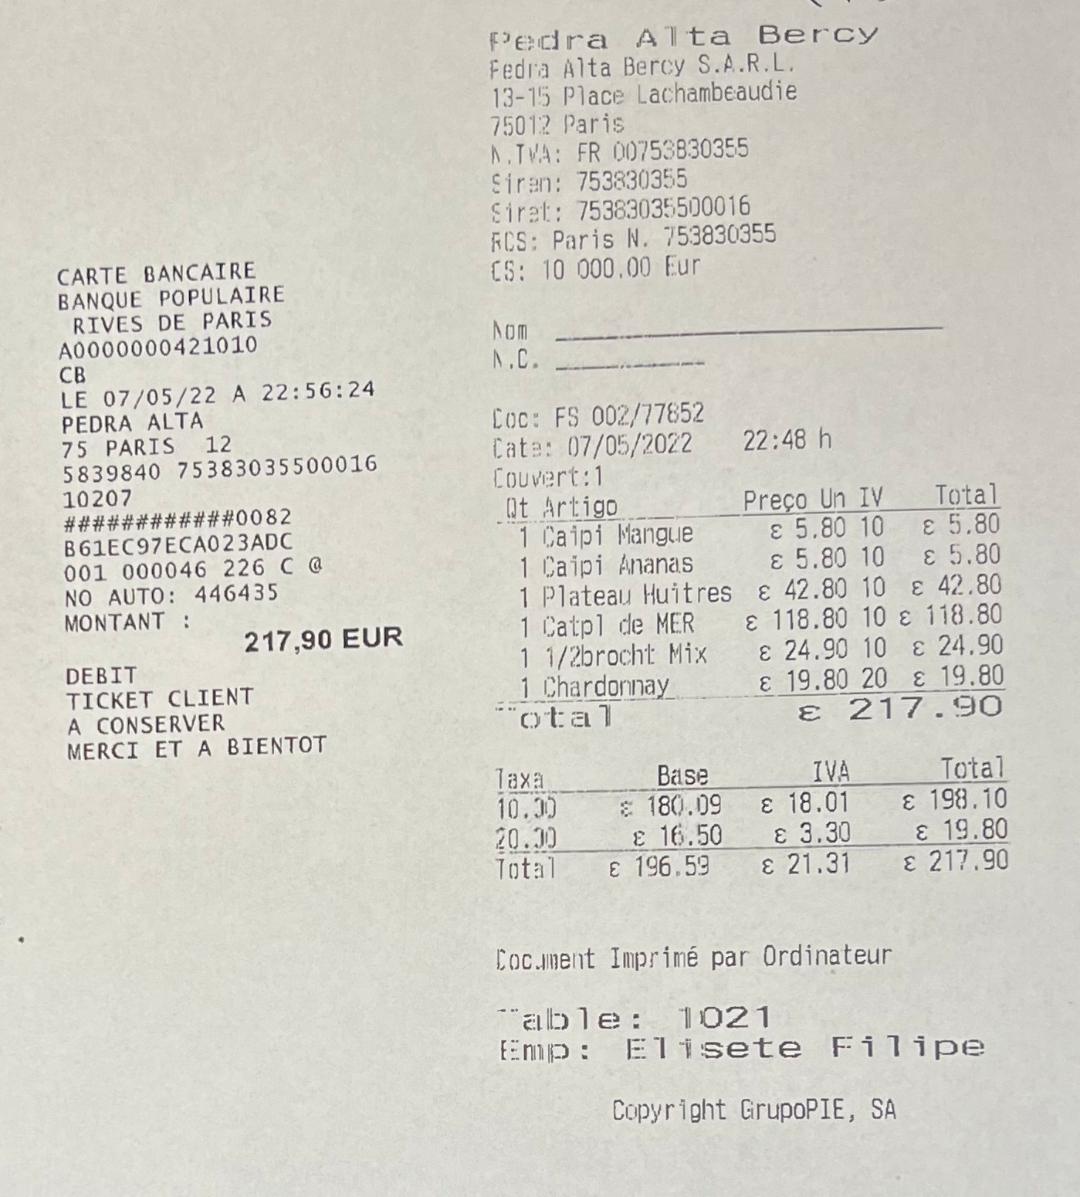 CARTE BANCAIRE
BANQUE POPULAIRE
RIVES DE PARIS
A0000000421010
CB
LE 07/05/22 A 22:56:24
PEDRA ALTA
75 PARIS 12
5839840 75383035500016
10207
############0082
B61EC97ECA023ADC
001 000046 226 C @
NO AUTO: 446435
MONTANT :
217,90 EUR
DEBIT
TICKET CLIENT
A CONSERVER
MERCI ET A BIENTOT
Pedra Alta Bercy
Pedra Alta Bercy S.A.R.L.
13-15 Place Lachambeaudie
75012 Paris
N.TVA: FR 00753830355
Siren: 753830355
Siret: 75383035500016
RCS: Paris N. 753830355
CS: 10 000.00 Eur
Nom
N.C.
Doc: FS 002/77852
Date: 07/05/2022 22:48 h
Couvert:1
Qt Artigo Preço Un IV Total
1 Caipi Mangue € 5.80 10 € 5.80
1 Caipi Ananas € 5.80 10 € 5.80
1 Plateau Huitres € 42.80 10 € 42.80
1 Catpl de MER € 118.80 10 € 118.80
1 1/2brocht Mix € 24.90 10 € 24.90
1 Chardonnay € 19.80 20 € 19.80
Total € 217.90
Taxa Base IVA Total
10.00 € 180.09 € 18.01 € 198.10
20.00 € 16.50 € 3.30 € 19.80
Total € 196.59 € 21.31 € 217.90
Document Imprimé par Ordinateur
Table: 1021
Emp: Elisete Filipe
Copyright GrupoPIE, SA